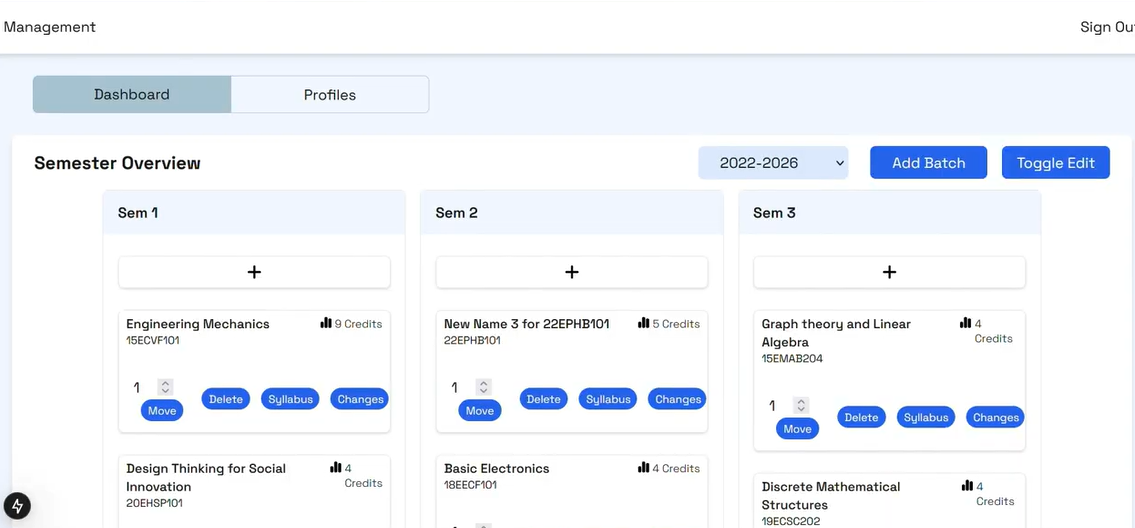 Management
Sign Out
Dashboard
Profiles
Semester Overview
2022-2026
Add Batch
Toggle Edit
Sem 1
+
Engineering Mechanics
9 Credits
15ECVF101
1
Move
Delete
Syllabus
Changes
Design Thinking for Social
Innovation
4
Credits
20EHSP101
Sem 2
+
New Name 3 for 22EPHB101
5 Credits
22EPHB101
1
Move
Delete
Syllabus
Changes
Basic Electronics
4 Credits
18EECF101
Sem 3
+
Graph theory and Linear
Algebra
4
Credits
15EMAB204
1
Move
Delete
Syllabus
Changes
Discrete Mathematical
Structures
4
Credits
19ECSC202